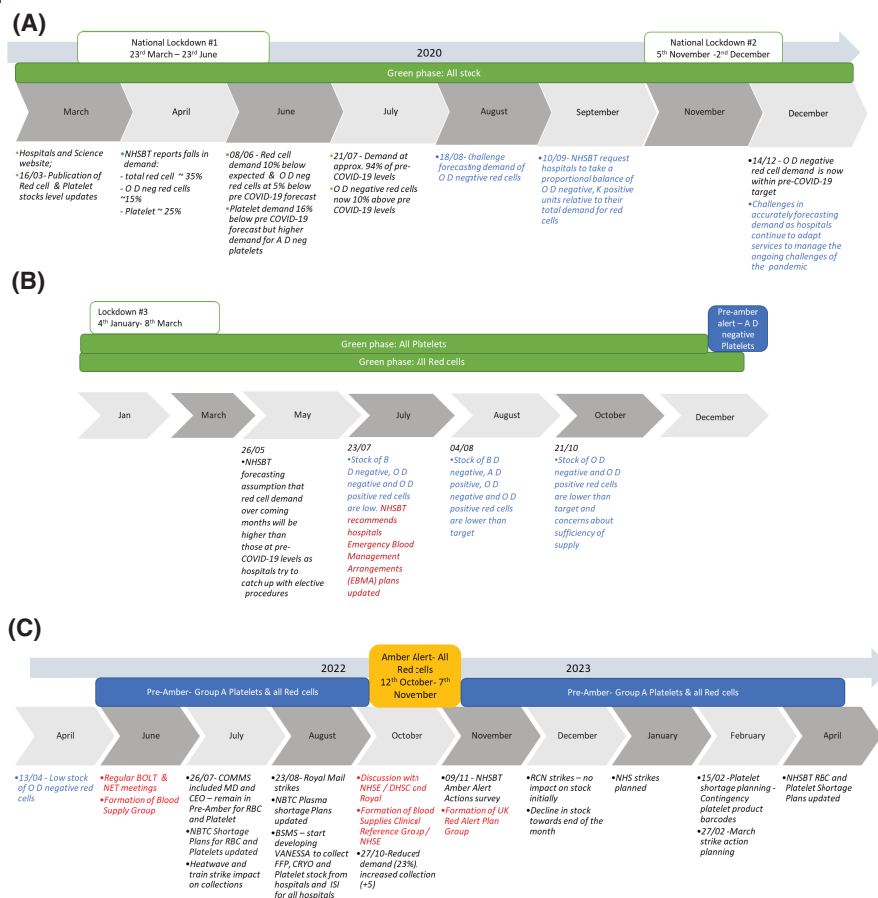 (A)
National Lockdown #1
23rd March – 23rd June
2020
National Lockdown #2
5th November -2nd December
Green phase: All stock
March
April
June
July
August
September
November
December
•Hospitals and Science
website;
•16/03- Publication of
Red cell & Platelet
stocks level updates
•NHSBT reports falls in
demand:
- total red cell ~ 35%
- O D neg red cells
~15%
- Platelet ~ 25%
•08/06 - Red cell
demand 10% below
expected & O D neg
red cells at 5% below
pre COVID-19 forecast
•Platelet demand 16%
below pre COVID-19
forecast but higher
demand for A D neg
platelets
•21/07 - Demand at
approx. 94% of pre-
COVID-19 levels
•O D negative red cells
now 10% above pre
COVID-19 levels
•18/08- Challenge
forecasting demand of
O D negative red cells
•10/09- NHSBT request
hospitals to take a
proportional balance of
O D negative, K positive
units relative to their
total demand for red
cells
•14/12 - O D negative
red cell demand is now
within pre-COVID-19
target
•Challenges in
accurately forecasting
demand as hospitals
continue to adapt
services to manage the
ongoing challenges of
the pandemic
(B)
Lockdown #3
4th January- 8th March
Pre-amber
alert – A D
negative
Platelets
Green phase: All Platelets
Green phase: All Red cells
Jan
March
May
July
August
October
December
26/05
•NHSBT
forecasting
assumption that
red cell demand
over coming
months will be
higher than
those at pre-
COVID-19 levels as
hospitals try to
catch up with elective
procedures
23/07
•Stock of B
D negative, O D
negative and O D
positive red cells
are low. NHSBT
recommends
hospitals
Emergency Blood
Management
Arrangements
(EBMA) plans
updated
04/08
•Stock of B D
negative, A D
positive, O D
negative and O D
positive red cells
are lower than
target
21/10
•Stock of O D
negative and O D
positive red cells
are lower than
target and
concerns about
sufficiency of
supply
(C)
2022
Amber Alert- All
Red cells
12th October- 7th
November
2023
Pre-Amber- Group A Platelets & all Red cells
Pre-Amber- Group A Platelets & all Red cells
April
June
July
August
October
November
December
January
February
April
•13/04 - Low stock
of O D negative red
cells
•Regular BOLT &
NET meetings
•Formation of Blood
Supply Group
•26/07- COMMS
included MD and
CEO – remain in
Pre-Amber for RBC
and Platelet
•NBTC Shortage
Plans for RBC and
Platelets updated
•Heatwave and
train strike impact
on collections
•23/08- Royal Mail
strikes
•NBTC Plasma
shortage Plans
updated
•BSMS – start
developing
VANESSA to collect
FFP, CRYO and
Platelet stock from
hospitals and ISI
for all hospitals
•Discussion with
NHSE / DHSC and
Royal
•Formation of Blood
Supplies Clinical
Reference Group /
NHSE
•27/10-Reduced
demand (23%),
increased collection
(+5)
•09/11 - NHSBT
Amber Alert
Actions survey
•Formation of UK
Red Alert Plan
Group
•RCN strikes – no
impact on stock
initially
•Decline in
stock towards end of
the month
•NHS strikes
planned
•15/02 -Platelet
shortage planning -
Contingency
platelet product
barcodes
•27/02 -March
strike action
planning
•NHSBT RBC and
Platelet Shortage
Plans updated